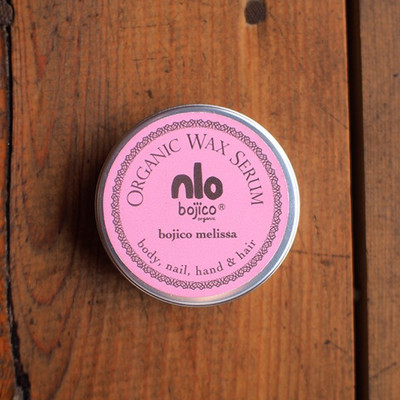 ORGANIC WAX SERUM
nlo
bojico®
organic
bojico melissa
body, nail, hand & hair